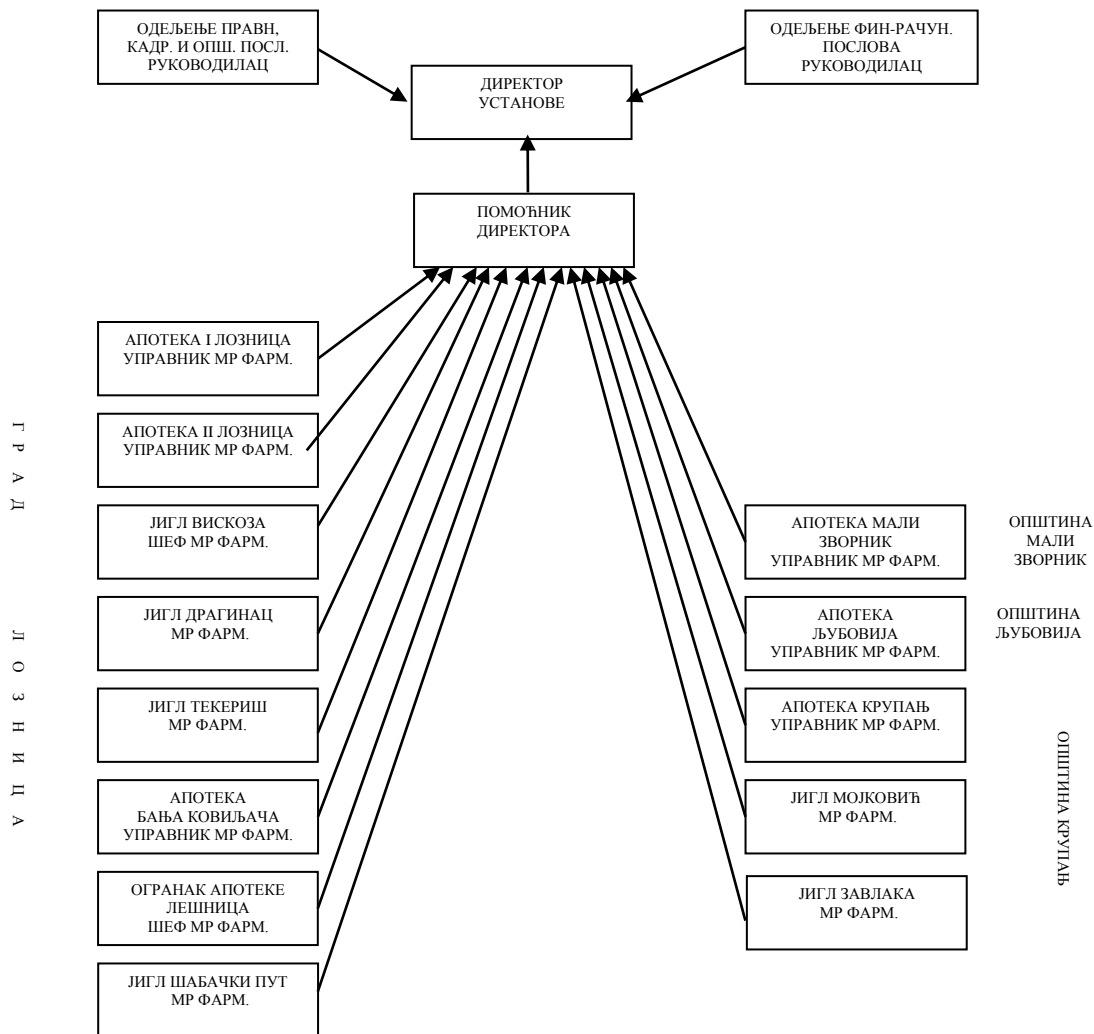 ОДЕЉЕЊЕ ПРАВН,
КАДР. И ОПШ. ПОСЛ.
РУКОВОДИЛАЦ
ОДЕЉЕЊЕ ФИН-РАЧУН.
ПОСЛОВА
РУКОВОДИЛАЦ
ДИРЕКТОР
УСТАНОВЕ
ПОМОЋНИК
ДИРЕКТОРА
ГРАД ЛОЗНИЦА
АПОТЕКА I ЛОЗНИЦА
УПРАВНИК МР ФАРМ.
АПОТЕКА II ЛОЗНИЦА
УПРАВНИК МР ФАРМ.
ЈИГЛ ВИСКОЗА
ШЕФ МР ФАРМ.
ЈИГЛ ДРАГИНАЦ
МР ФАРМ.
ЈИГЛ ТЕКЕРИШ
МР ФАРМ.
АПОТЕКА
БАЊА КОВИЉАЧА
УПРАВНИК МР ФАРМ.
ОГРАНАК АПОТЕКЕ
ЛЕШНИЦА
ШЕФ МР ФАРМ.
ЈИГЛ ШАБАЧКИ ПУТ
МР ФАРМ.
АПОТЕКА МАЛИ
ЗВОРНИК
УПРАВНИК МР ФАРМ.
ОПШТИНА
МАЛИ
ЗВОРНИК
АПОТЕКА
ЉУБОВИЈА
УПРАВНИК МР ФАРМ.
ОПШТИНА
ЉУБОВИЈА
АПОТЕКА КРУПАЊ
УПРАВНИК МР ФАРМ.
ЈИГЛ МОЈКОВИЋ
МР ФАРМ.
ЈИГЛ ЗАВЛАКА
МР ФАРМ.
ОПШТИНА КРУПАЊ